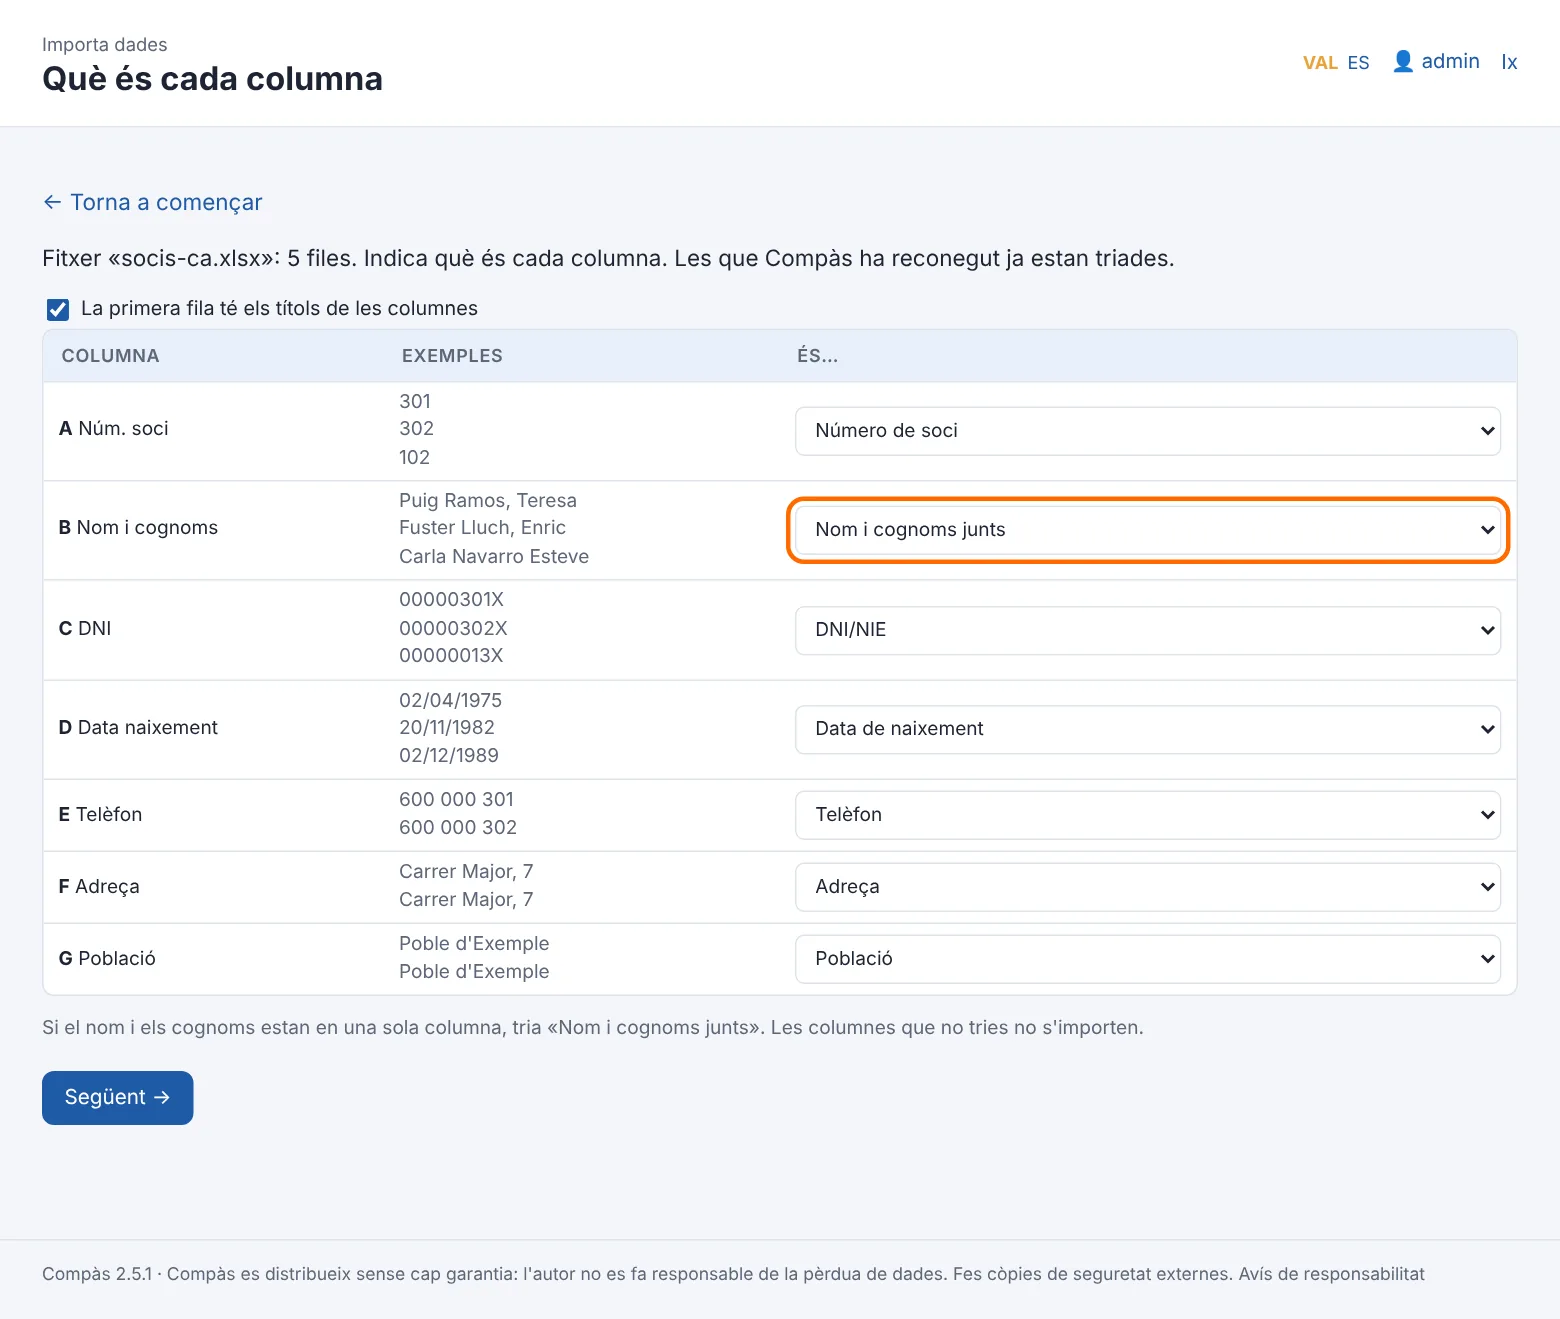 Importa dades
Què és cada columna
VAL ES 👤 admin Ix
← Torna a començar
Fitxer «socis-ca.xlsx»: 5 files. Indica què és cada columna. Les que Compàs ha reconegut ja estan triades.
La primera fila té els títols de les columnes
COLUMNA EXEMPLES ÉS...
A Núm. soci
301
302
102
Número de soci
B Nom i cognoms
Puig Ramos, Teresa
Fuster Lluch, Enric
Carla Navarro Esteve
Nom i cognoms junts
C DNI
00000301X
00000302X
00000013X
DNI/NIE
D Data naixement
02/04/1975
20/11/1982
02/12/1989
Data de naixement
E Telèfon
600 000 301
600 000 302
Telèfon
F Adreça
Carrer Major, 7
Carrer Major, 7
Adreça
G Població
Poble d'Exemple
Poble d'Exemple
Població
Si el nom i els cognoms estan en una sola columna, tria «Nom i cognoms junts». Les columnes que no tries no s'importen.
Següent →
Compàs 2.5.1 · Compàs es distribueix sense cap garantia: l'autor no es fa responsable de la pèrdua de dades. Fes còpies de seguretat externes. Avís de responsabilitat